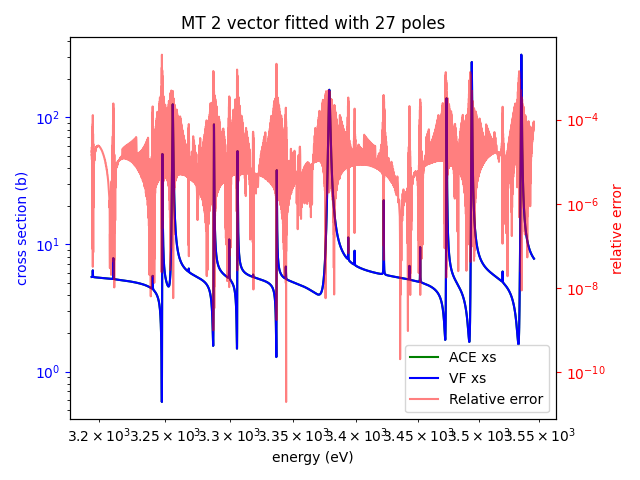 MT 2 vector fitted with 27 poles
cross section (b)
10²
10¹
10⁰
10⁻⁴
10⁻⁶
10⁻⁸
10⁻¹⁰
relative error
ACE xs
VF xs
Relative error
3.2 × 10³ 3.25 × 10³ 3.3 × 10³ 3.35 × 10³ 3.4 × 10³ 3.45 × 10³ 3.5 × 10³ 3.55 × 10³
energy (eV)